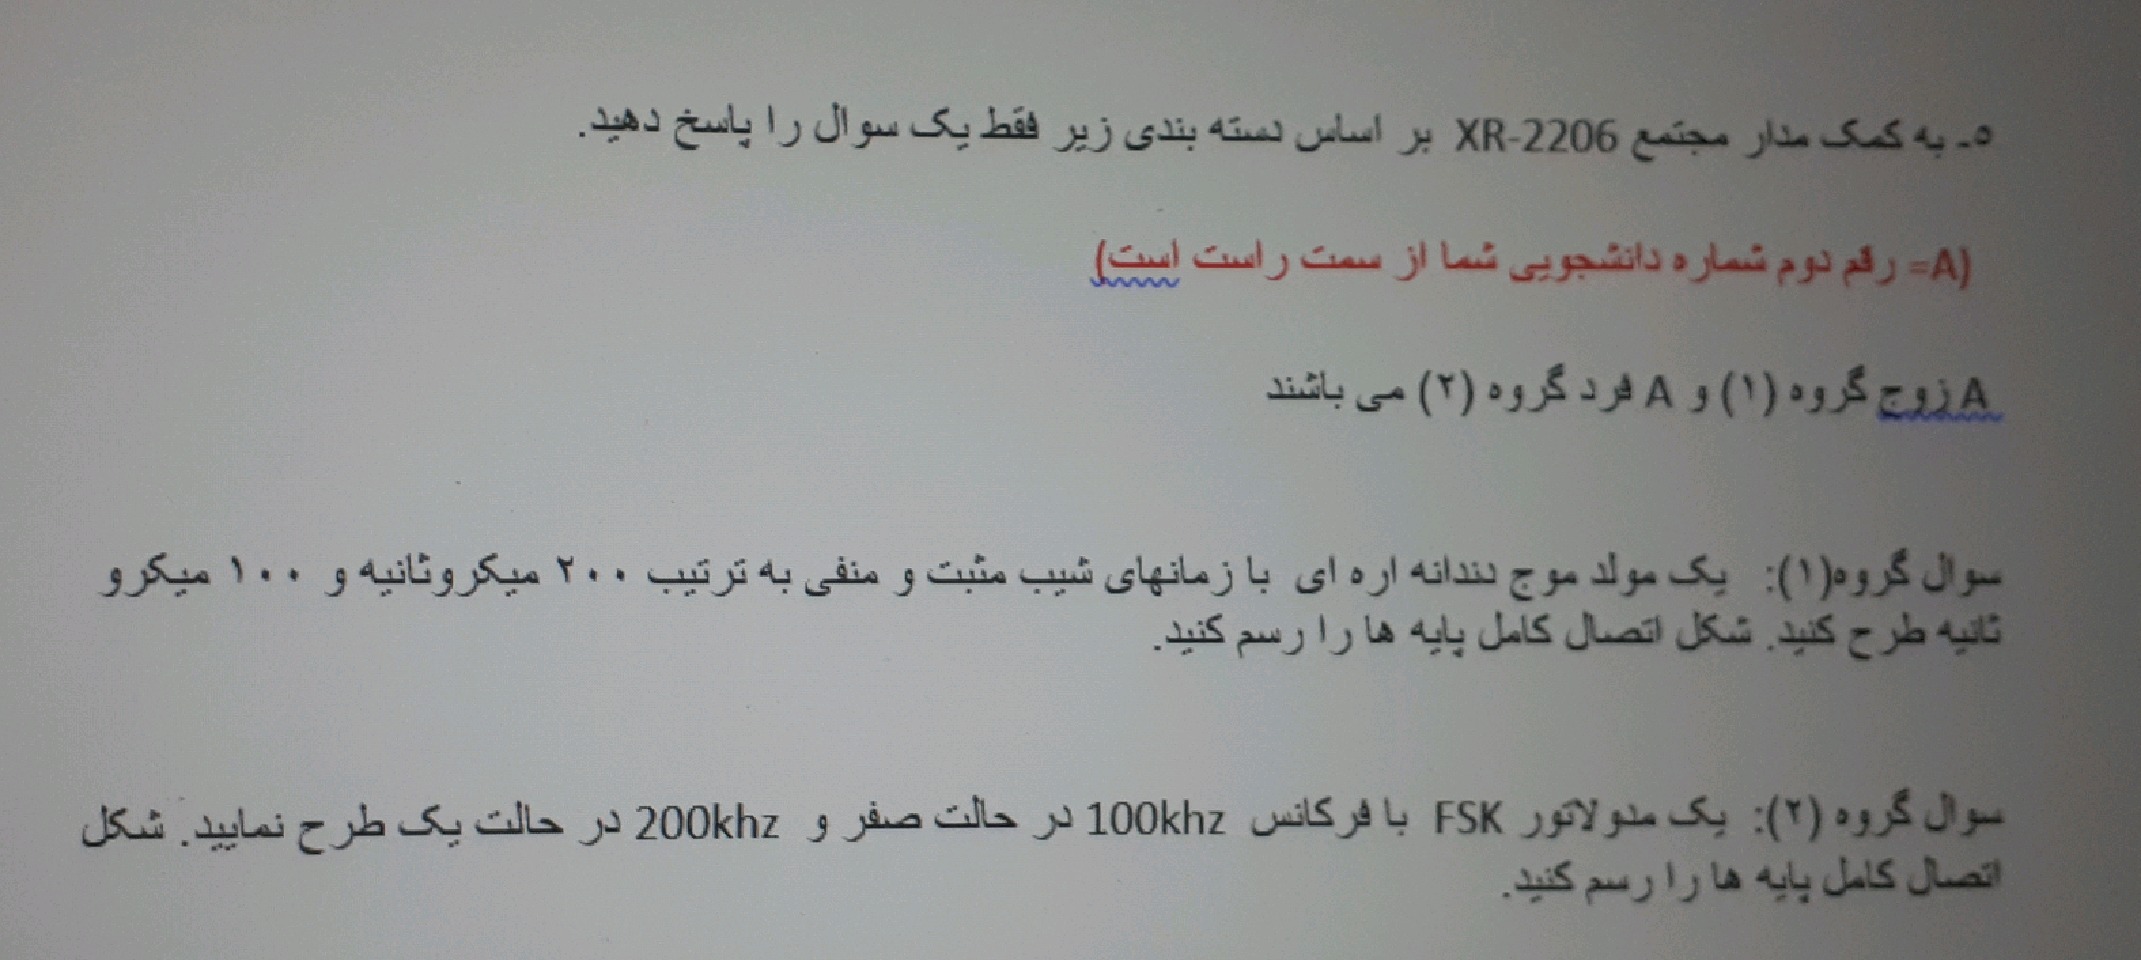 ۵- به کمک مدار مجتمع XR-2206 بر اساس دسته بندی زیر فقط یک سوال را پاسخ دهید.
(A= رقم دوم شماره دانشجویی شما از سمت راست است)
A زوج گروه (۱) و A فرد گروه (۲) می باشند
سوال گروه(۱): یک مولد موج دندانه اره ای با زمانهای شیب مثبت و منفی به ترتیب ۲۰۰ میکروثانیه و ۱۰۰ میکرو
ثانیه طرح کنید. شکل اتصال کامل پایه ها را رسم کنید.
سوال گروه (۲): یک مدولاتور FSK با فرکانس 100khz در حالت صفر و 200khz در حالت یک طرح نمایید. شکل
اتصال کامل پایه ها را رسم کنید.